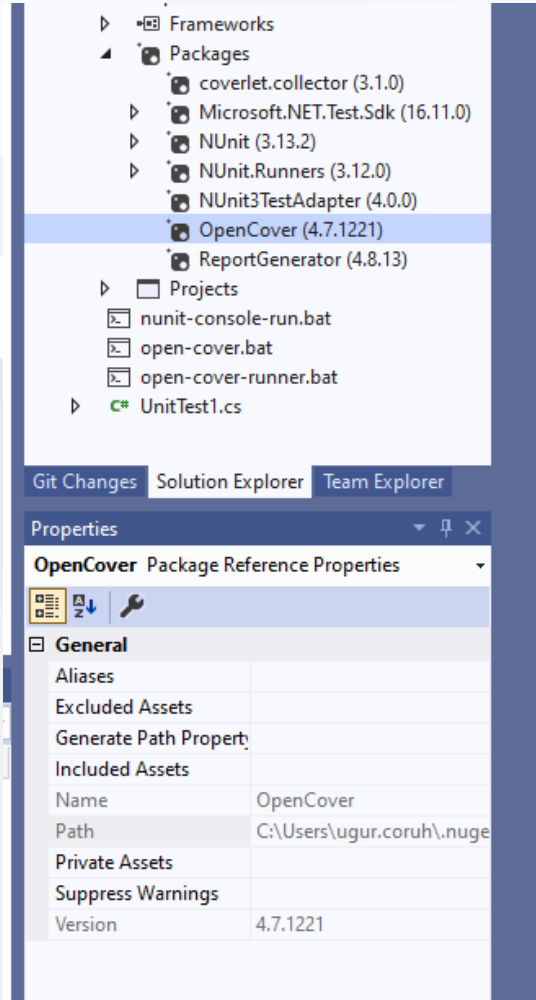 Frameworks
Packages
coverlet.collector (3.1.0)
Microsoft.NET.Test.Sdk (16.11.0)
NUnit (3.13.2)
NUnit.Runners (3.12.0)
NUnit3TestAdapter (4.0.0)
OpenCover (4.7.1221)
ReportGenerator (4.8.13)
Projects
nunit-console-run.bat
open-cover.bat
open-cover-runner.bat
C# UnitTest1.cs
Git Changes Solution Explorer Team Explorer
Properties
OpenCover Package Reference Properties
General
Aliases
Excluded Assets
Generate Path Property
Included Assets
Name OpenCover
Path C:\Users\ugur.coruh\.nuge
Private Assets
Suppress Warnings
Version 4.7.1221